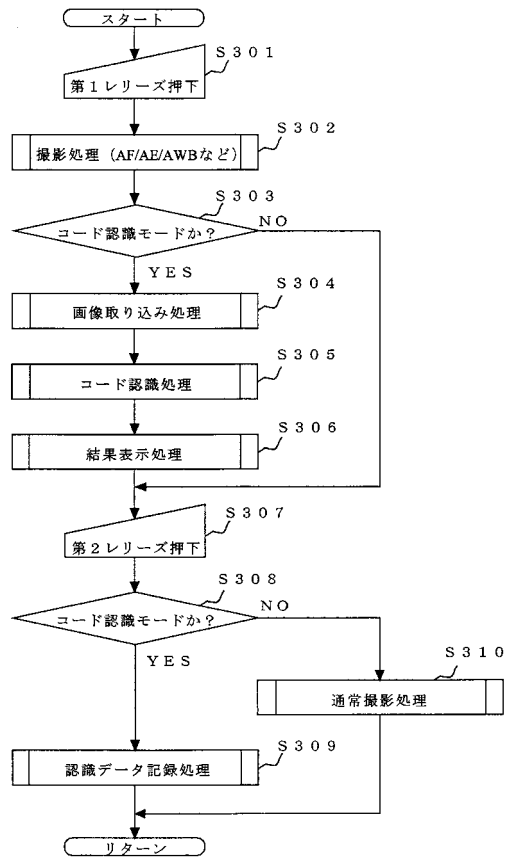 スタート
S301
第1レリーズ押下
S302
撮影処理（AF/AE/AWBなど）
S303
コード認識モードか？
NO
YES
S304
画像取り込み処理
S305
コード認識処理
S306
結果表示処理
S307
第2レリーズ押下
S308
コード認識モードか？
NO
YES
S310
通常撮影処理
S309
認識データ記録処理
リターン